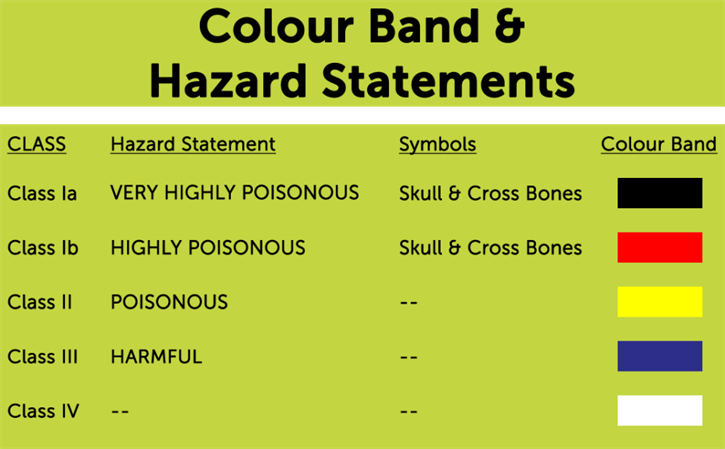 Colour Band &
Hazard Statements
CLASS Hazard Statement Symbols Colour Band
Class Ia VERY HIGHLY POISONOUS Skull & Cross Bones
Class Ib HIGHLY POISONOUS Skull & Cross Bones
Class II POISONOUS --
Class III HARMFUL --
Class IV -- --